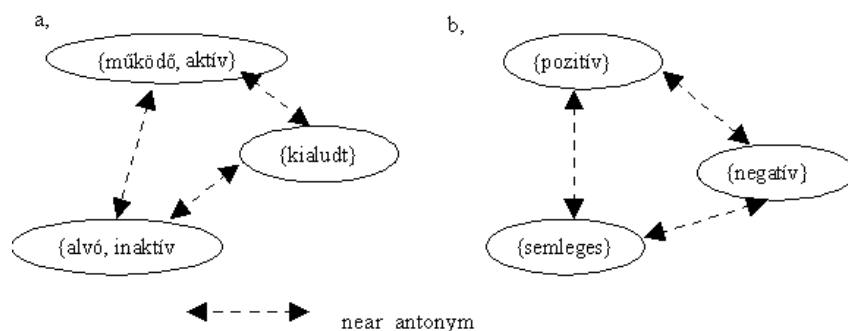 a,
{működő, aktív}
{kialudt}
{alvó, inaktív
b,
{pozitív}
{negatív}
{semleges}
near antonym